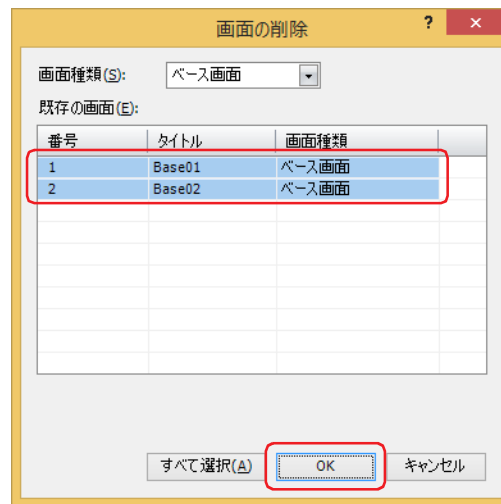 画面の削除 ? ×
画面種類(S): ベース画面
既存の画面(E):
番号 タイトル 画面種類
1 Base01 ベース画面
2 Base02 ベース画面
すべて選択(A) OK キャンセル